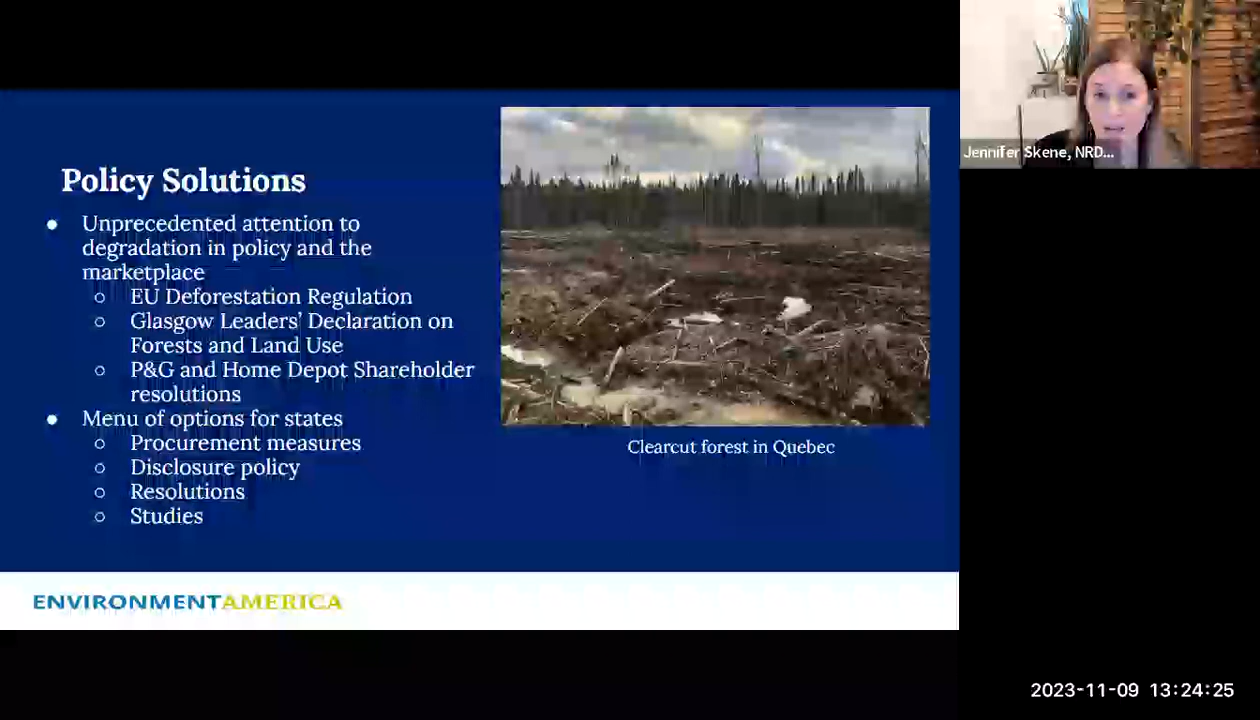 Policy Solutions
● Unprecedented attention to
degradation in policy and the
marketplace
○ EU Deforestation Regulation
○ Glasgow Leaders’ Declaration on
Forests and Land Use
○ P&G and Home Depot Shareholder
resolutions
● Menu of options for states
○ Procurement measures
○ Disclosure policy
○ Resolutions
○ Studies
Clearcut forest in Quebec
ENVIRONMENTAMERICA
Jennifer Skene, NRD...
2023-11-09 13:24:25